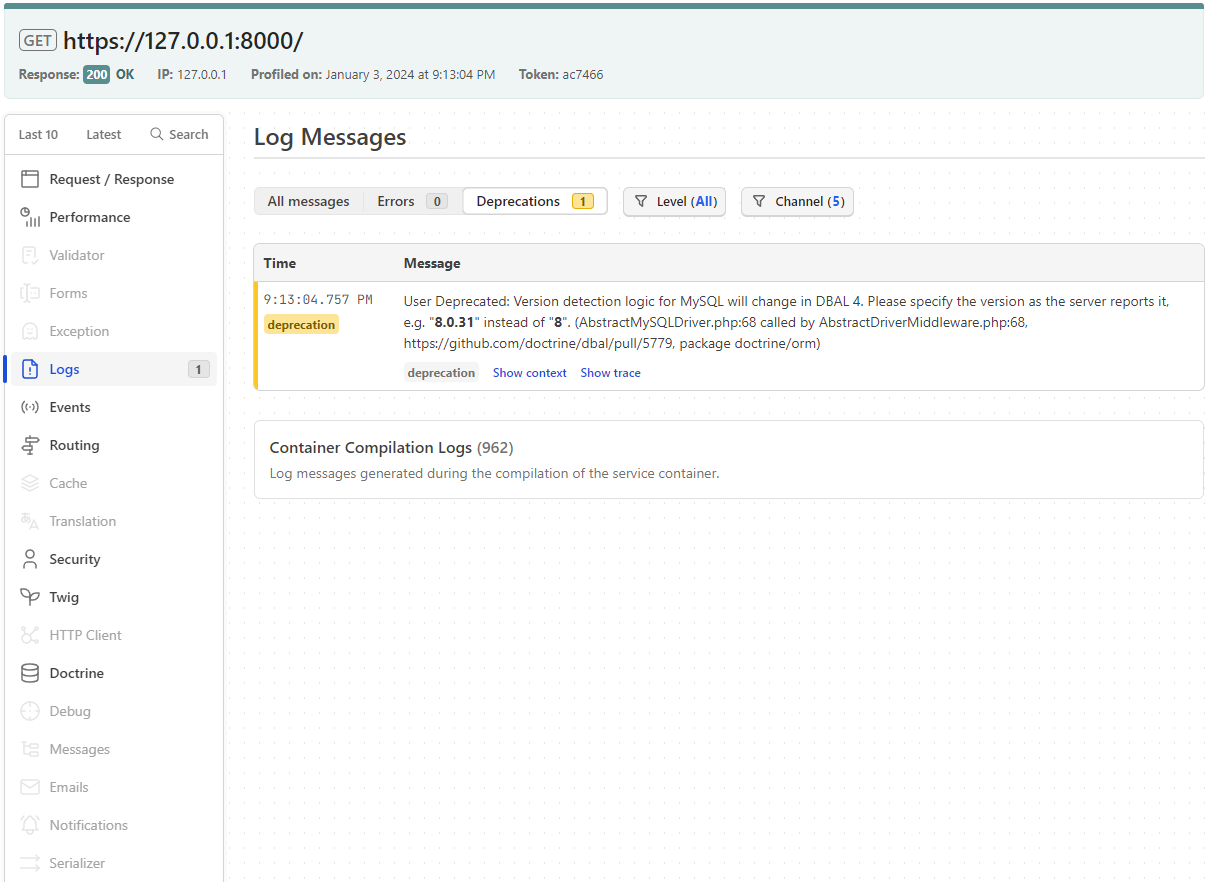 GET https://127.0.0.1:8000/
Response: 200 OK IP: 127.0.0.1 Profiled on: January 3, 2024 at 9:13:04 PM Token: ac7466
Last 10 Latest Search
Request / Response
Performance
Validator
Forms
Exception
Logs 1
Events
Routing
Cache
Translation
Security
Twig
HTTP Client
Doctrine
Debug
Messages
Emails
Notifications
Serializer
Log Messages
All messages Errors 0 Deprecations 1 Level (All) Channel (5)
Time Message
9:13:04.757 PM
deprecation
User Deprecated: Version detection logic for MySQL will change in DBAL 4. Please specify the version as the server reports it,
e.g. "8.0.31" instead of "8". (AbstractMySQLDriver.php:68 called by AbstractDriverMiddleware.php:68,
https://github.com/doctrine/dbal/pull/5779, package doctrine/orm)
deprecation Show context Show trace
Container Compilation Logs (962)
Log messages generated during the compilation of the service container.